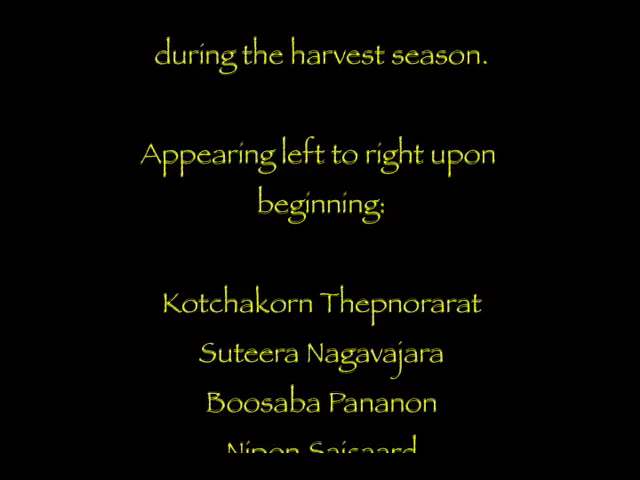 during the harvest season.
Appearing left to right upon
beginning:
Kotchakorn Thepnorarat
Suteera Nagavajara
Boosaba Pananon
Nipon Saisaard